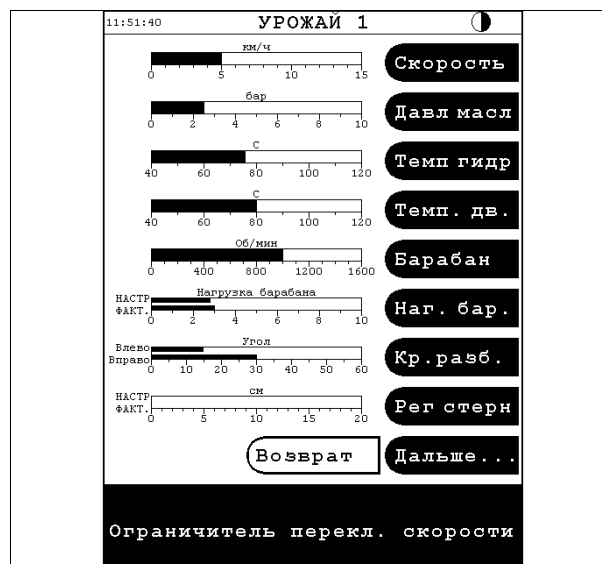 11:51:40 УРОЖАЙ 1
км/ч
0 5 10 15
Скорость
бар
0 2 4 6 8 10
Давл масл
С
40 60 80 100 120
Темп гидр
С
40 60 80 100 120
Темп. дв.
Об/мин
0 400 800 1200 1600
Барабан
Нагрузка барабана
НАСТР
ФАКТ.
0 2 4 6 8 10
Наг. бар.
Угол
Влево
Вправо
0 10 20 30 40 50 60
Кр.разб.
см
НАСТР
ФАКТ.
0 5 10 15 20
Рег стерн
Возврат Дальше...
Ограничитель перекл. скорости